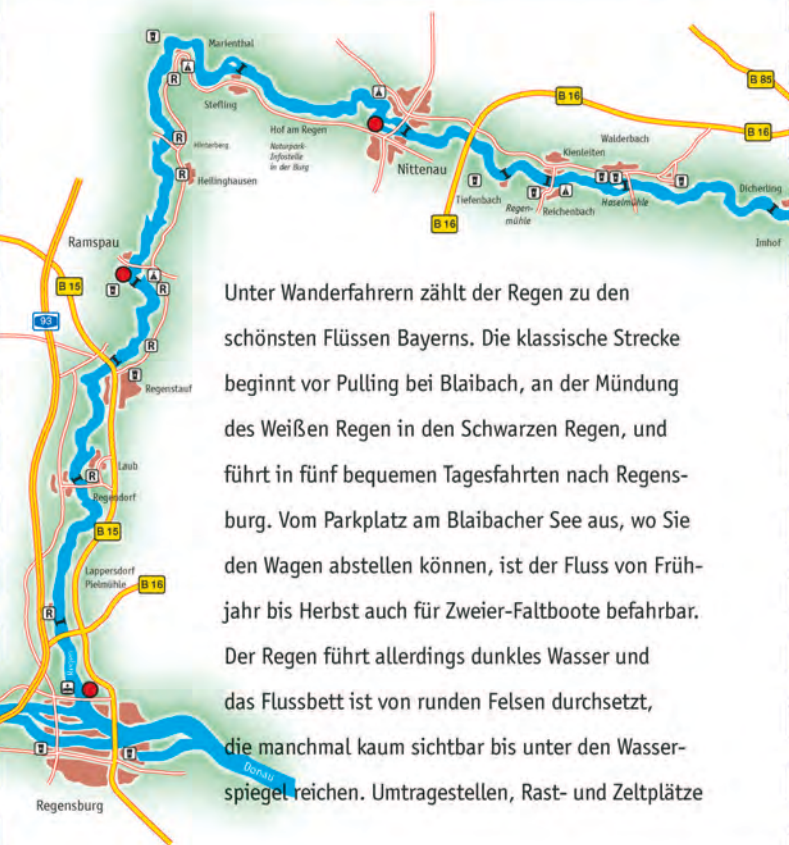 Marienthal
Stefling
Hof am Regen
Naturpark-
Infostelle
in der Burg
Hirterberg
Heilinghausen
Nittenau
B 16
B 85
B 16
B 16
Walderbach
Kienleiten
Tiefenbach
Regen-
mühle
Reichenbach
Haselmühle
Dicherling
Imhof
Ramspau
B 15
93
Regenstauf
Laub
Regendorf
B 15
Lappersdorf
Pielmühle
B 16
Regen
Donau
Regensburg
R
R
R
R
R
R
R
R
Unter Wanderfahrern zählt der Regen zu den
schönsten Flüssen Bayerns. Die klassische Strecke
beginnt vor Pulling bei Blaibach, an der Mündung
des Weißen Regen in den Schwarzen Regen, und
führt in fünf bequemen Tagesfahrten nach Regens-
burg. Vom Parkplatz am Blaibacher See aus, wo Sie
den Wagen abstellen können, ist der Fluss von Früh-
jahr bis Herbst auch für Zweier-Faltboote befahrbar.
Der Regen führt allerdings dunkles Wasser und
das Flussbett ist von runden Felsen durchsetzt,
die manchmal kaum sichtbar bis unter den Wasser-
spiegel reichen. Umtragestellen, Rast- und Zeltplätze